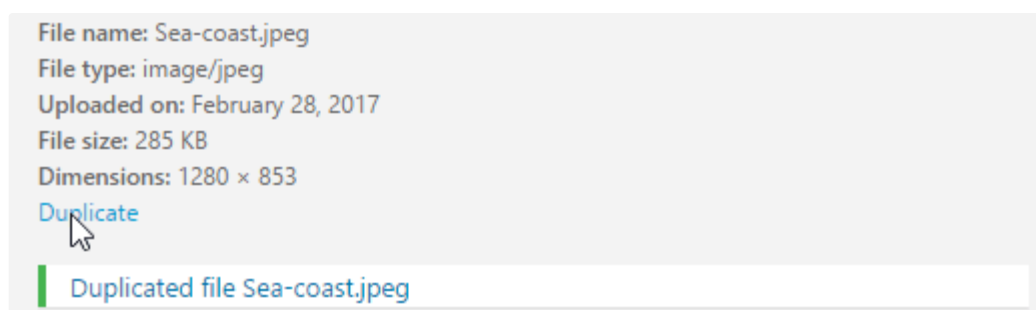 File name: Sea-coast.jpeg
File type: image/jpeg
Uploaded on: February 28, 2017
File size: 285 KB
Dimensions: 1280 × 853
Duplicate
Duplicated file Sea-coast.jpeg